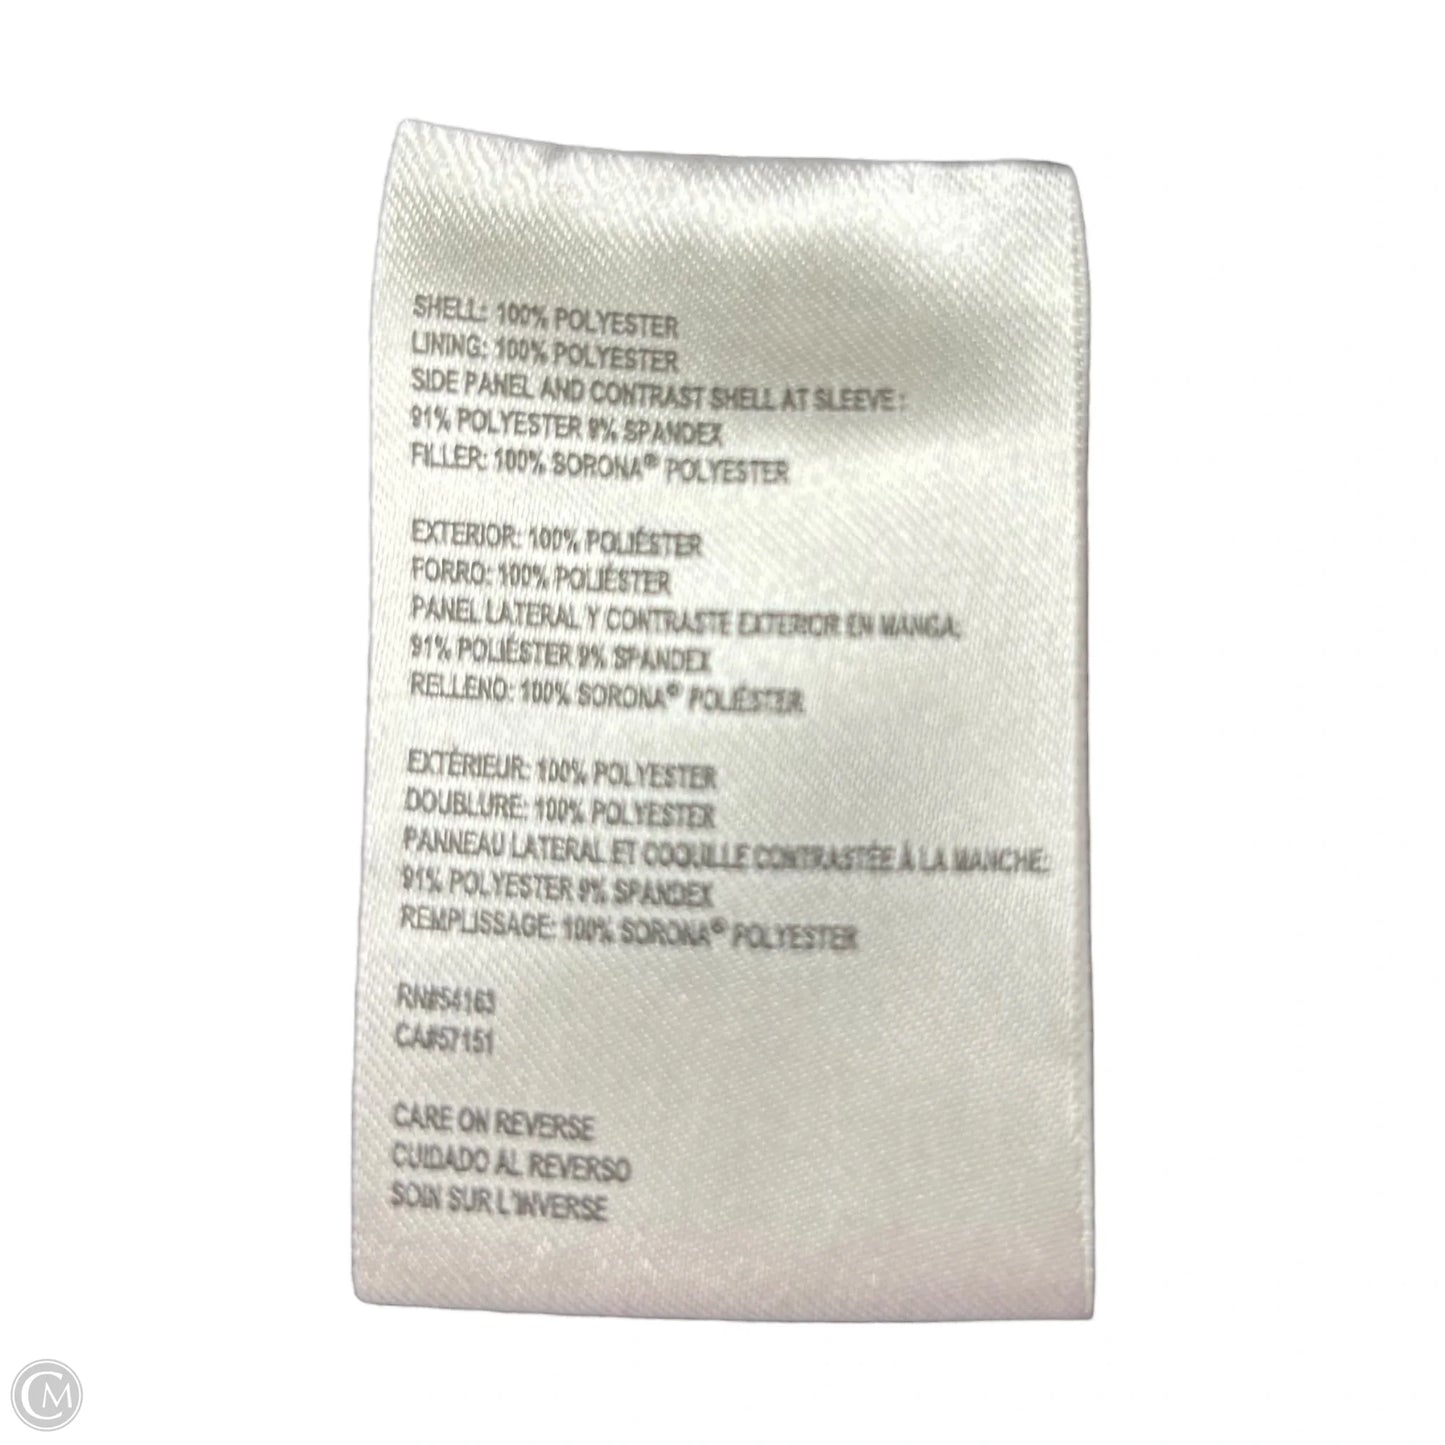 SHELL: 100% POLYESTER
LINING: 100% POLYESTER
SIDE PANEL AND CONTRAST SHELL AT SLEEVE :
91% POLYESTER 9% SPANDEX
FILLER: 100% SORONA® POLYESTER
EXTERIOR: 100% POLIÉSTER
FORRO: 100% POLIÉSTER
PANEL LATERAL Y CONTRASTE EXTERIOR EN MANGA:
91% POLIÉSTER 9% SPANDEX
RELLENO: 100% SORONA® POLIÉSTER
EXTÉRIEUR: 100% POLYESTER
DOUBLURE: 100% POLYESTER
PANNEAU LATERAL ET COQUILLE CONTRASTÉE À LA MANCHE:
91% POLYESTER 9% SPANDEX
REMPLISSAGE: 100% SORONA® POLYESTER
RN#54163
CA#57151
CARE ON REVERSE
CUIDADO AL REVERSO
SOIN SUR L'INVERSE
CM